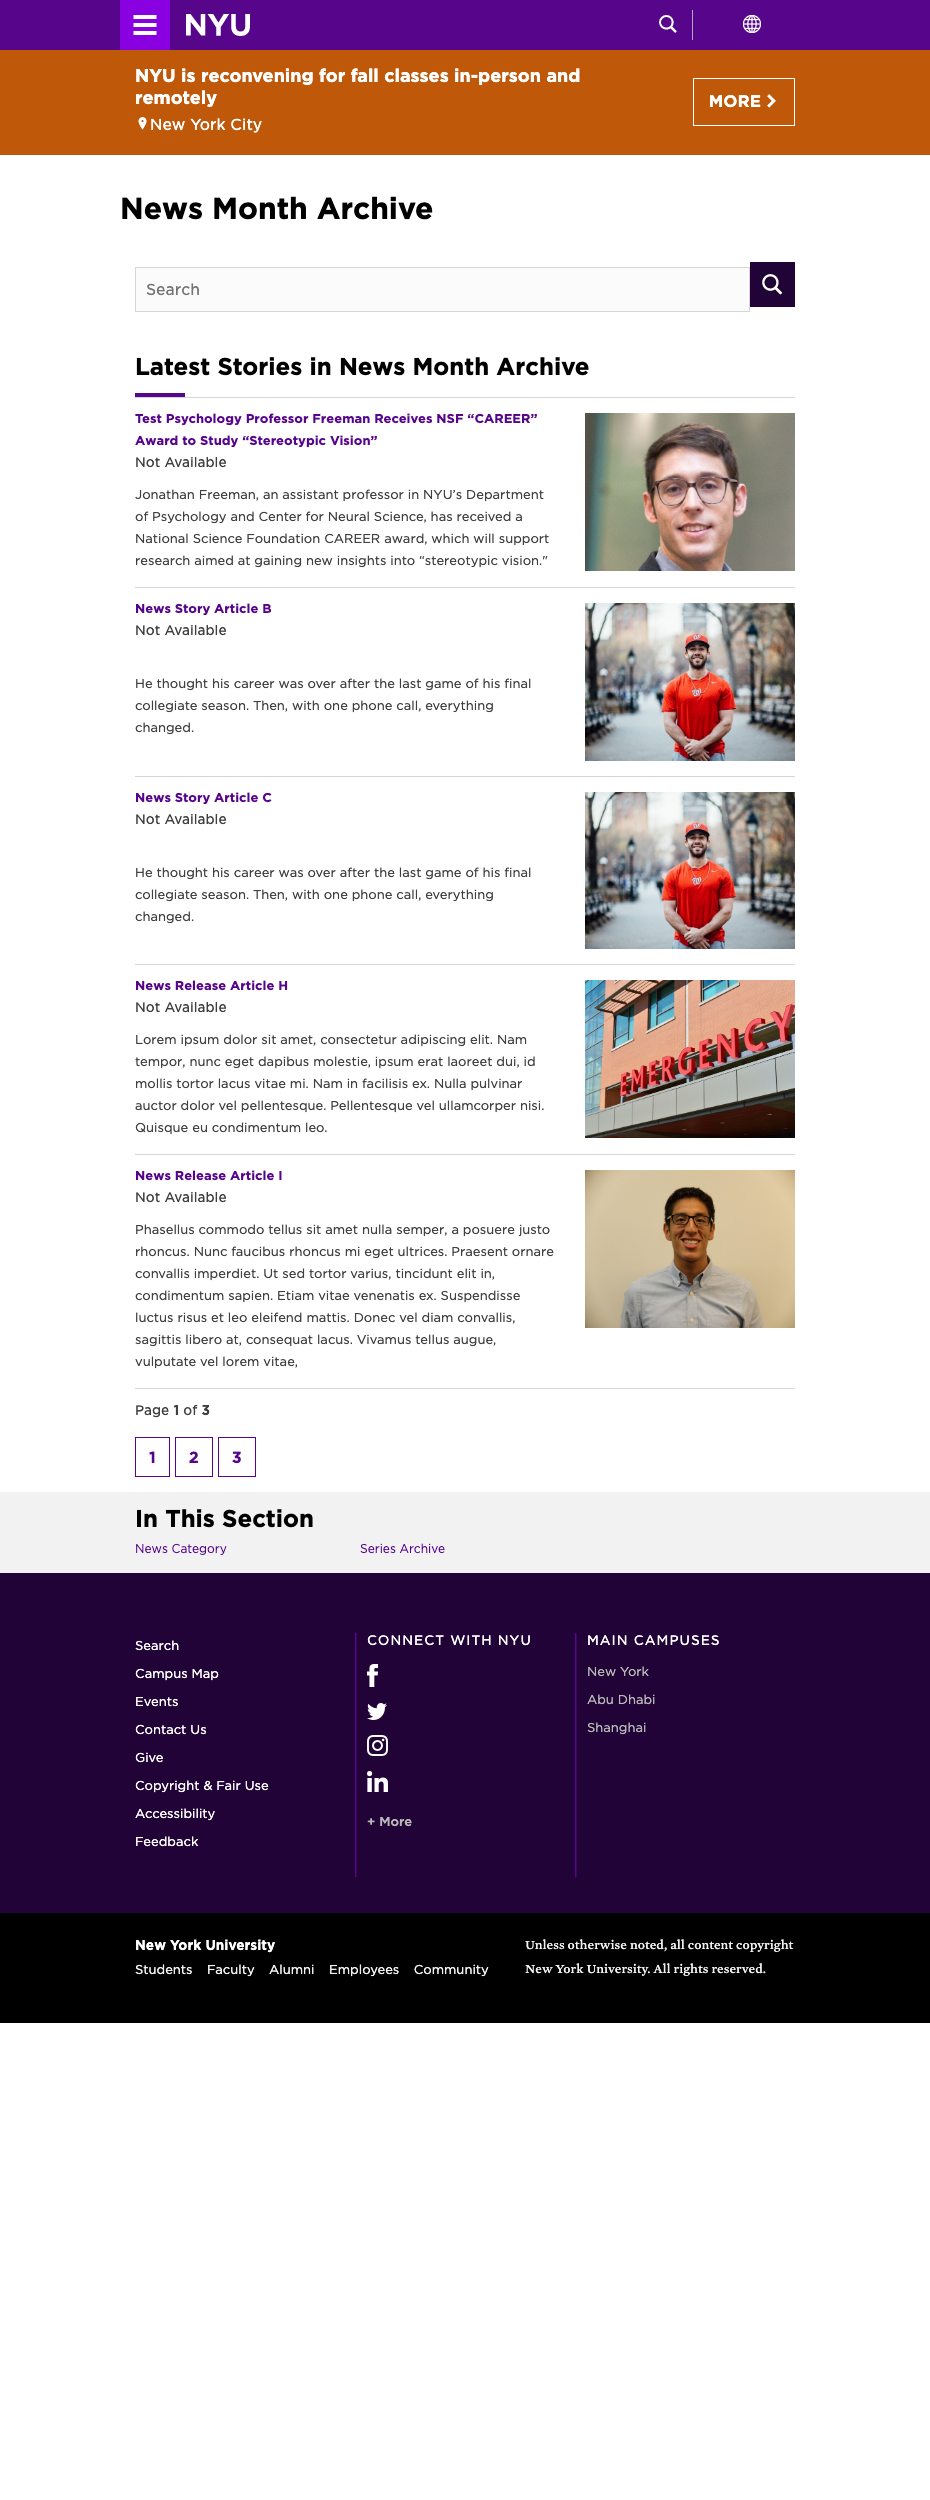 NYU
NYU is reconvening for fall classes in-person and
remotely
New York City
MORE
News Month Archive
Search
Latest Stories in News Month Archive
Test Psychology Professor Freeman Receives NSF “CAREER”
Award to Study “Stereotypic Vision”
Not Available
Jonathan Freeman, an assistant professor in NYU’s Department
of Psychology and Center for Neural Science, has received a
National Science Foundation CAREER award, which will support
research aimed at gaining new insights into “stereotypic vision."
News Story Article B
Not Available
He thought his career was over after the last game of his final
collegiate season. Then, with one phone call, everything
changed.
News Story Article C
Not Available
He thought his career was over after the last game of his final
collegiate season. Then, with one phone call, everything
changed.
News Release Article H
Not Available
Lorem ipsum dolor sit amet, consectetur adipiscing elit. Nam
tempor, nunc eget dapibus molestie, ipsum erat laoreet dui, id
mollis tortor lacus vitae mi. Nam in facilisis ex. Nulla pulvinar
auctor dolor vel pellentesque. Pellentesque vel ullamcorper nisi.
Quisque eu condimentum leo.
EMERGENCY
News Release Article I
Not Available
Phasellus commodo tellus sit amet nulla semper, a posuere justo
rhoncus. Nunc faucibus rhoncus mi eget ultrices. Praesent ornare
convallis imperdiet. Ut sed tortor varius, tincidunt elit in,
condimentum sapien. Etiam vitae venenatis ex. Suspendisse
luctus risus et leo eleifend mattis. Donec vel diam convallis,
sagittis libero at, consequat lacus. Vivamus tellus augue,
vulputate vel lorem vitae,
Page 1 of 3
1 2 3
In This Section
News Category
Series Archive
Search
Campus Map
Events
Contact Us
Give
Copyright & Fair Use
Accessibility
Feedback
CONNECT WITH NYU
+ More
MAIN CAMPUSES
New York
Abu Dhabi
Shanghai
New York University
Students Faculty Alumni Employees Community
Unless otherwise noted, all content copyright
New York University. All rights reserved.